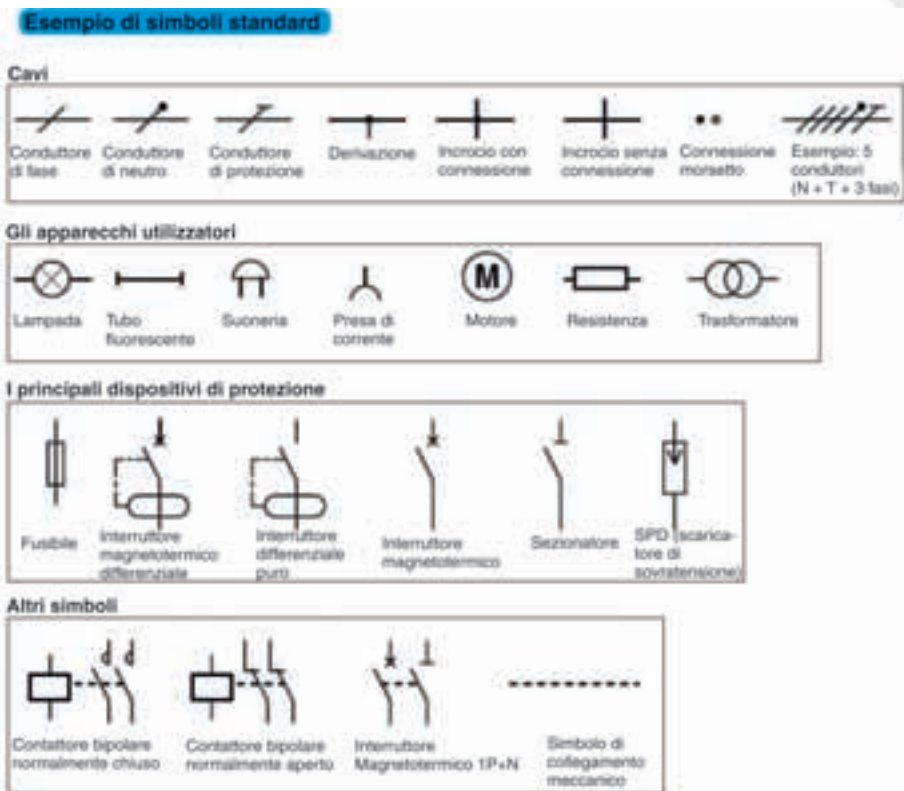 Esempio di simboli standard
Cavi
Conduttore di fase
Conduttore di neutro
Conduttore di protezione
Derivazione
Incrocio con connessione
Incrocio senza connessione
Connessione morsetto
Esempio: 5 conduttori (N + T + 3 fasi)
Gli apparecchi utilizzatori
Lampada
Tubo fluorescente
Suoneria
Presa di corrente
M
Motore
Resistenza
Trasformatore
I principali dispositivi di protezione
Fusibile
Interruttore magnetotermico differenziale
Interruttore differenziale puro
Interruttore magnetotermico
Sezionatore
SPD (scarica-
tore di
sovratensione)
Altri simboli
Contattore bipolare normalmente chiuso
Contattore bipolare normalmente aperto
Interruttore Magnetotermico 1P+N
Simbolo di collegamento meccanico